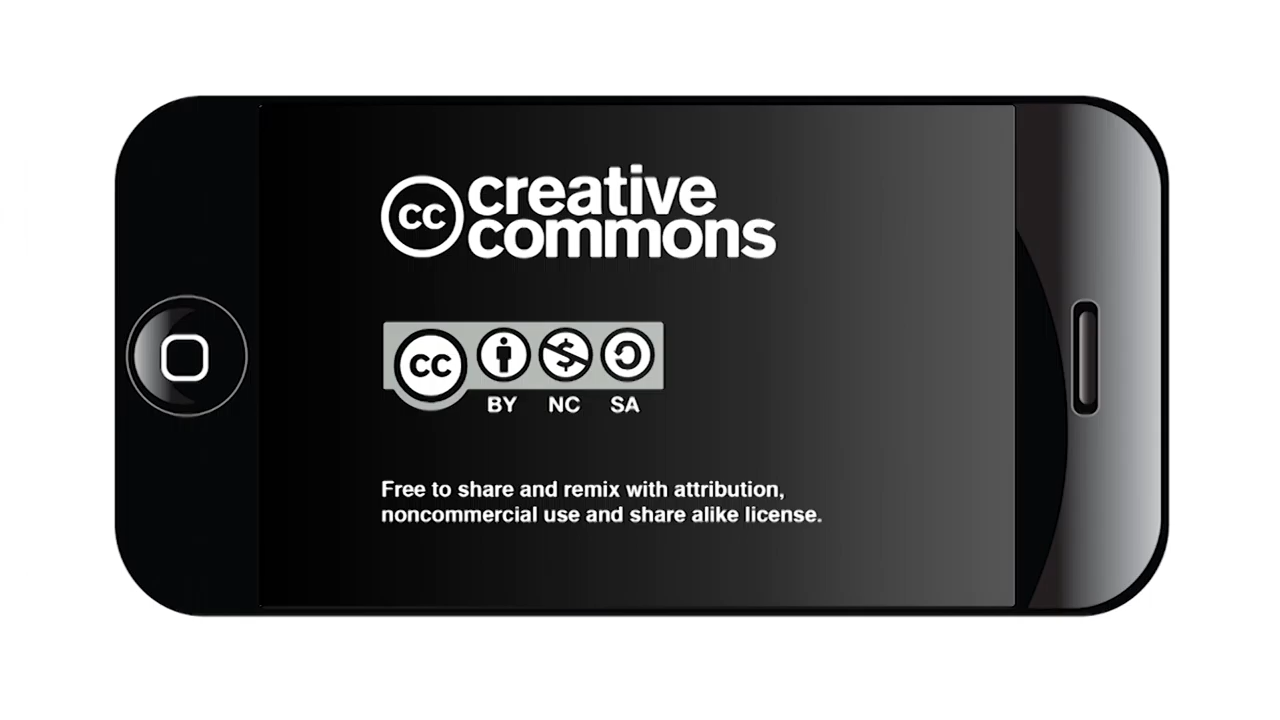 cc creative
commons
cc
BY NC SA
Free to share and remix with attribution,
noncommercial use and share alike license.